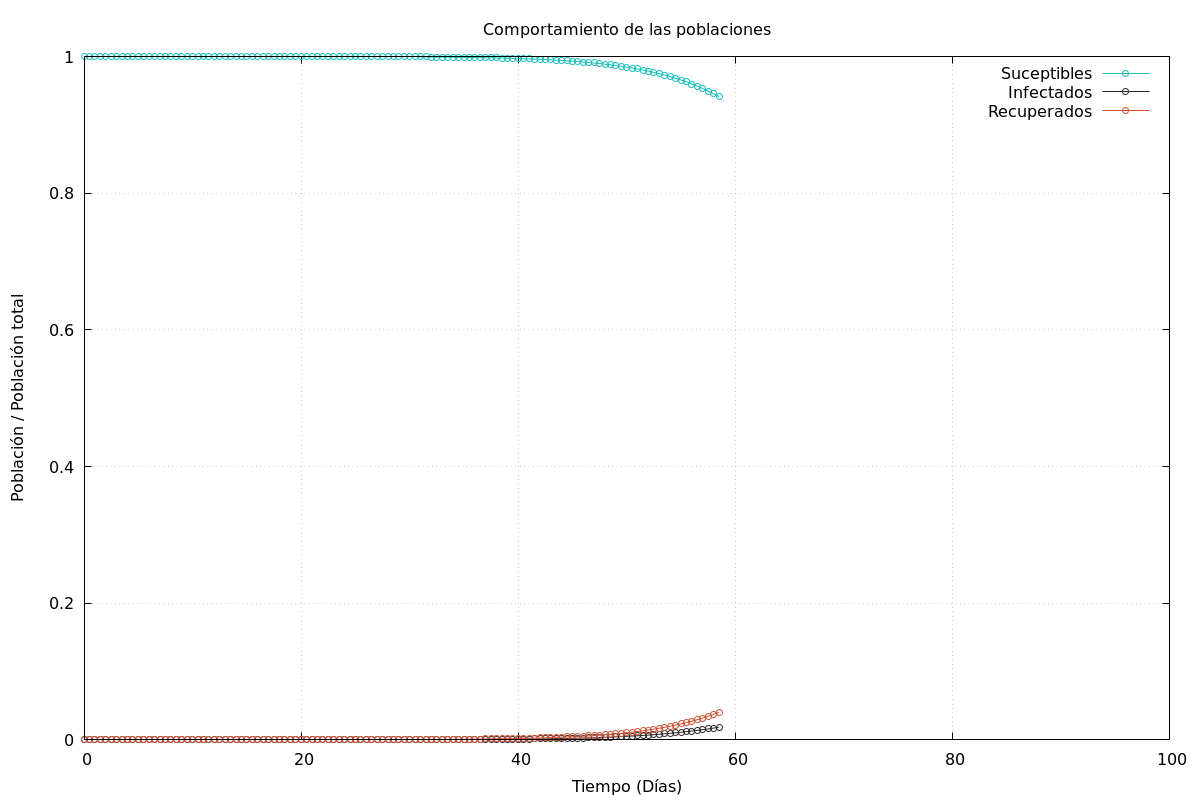 Comportamiento de las poblaciones
1
0.8
0.6
0.4
0.2
0
Población / Población total
Suceptibles
Infectados
Recuperados
0 20 40 60 80 100
Tiempo (Días)